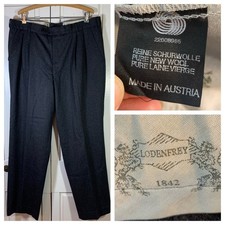 REINE SCHURWOLLE
PURE NEW WOOL
PURE LAINE VIERGE
MADE IN AUSTRIA
LODENFREY
1842